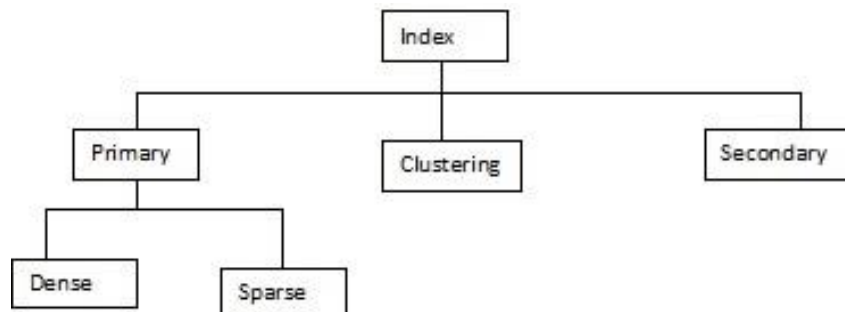 Index
Primary
Clustering
Secondary
Dense
Sparse